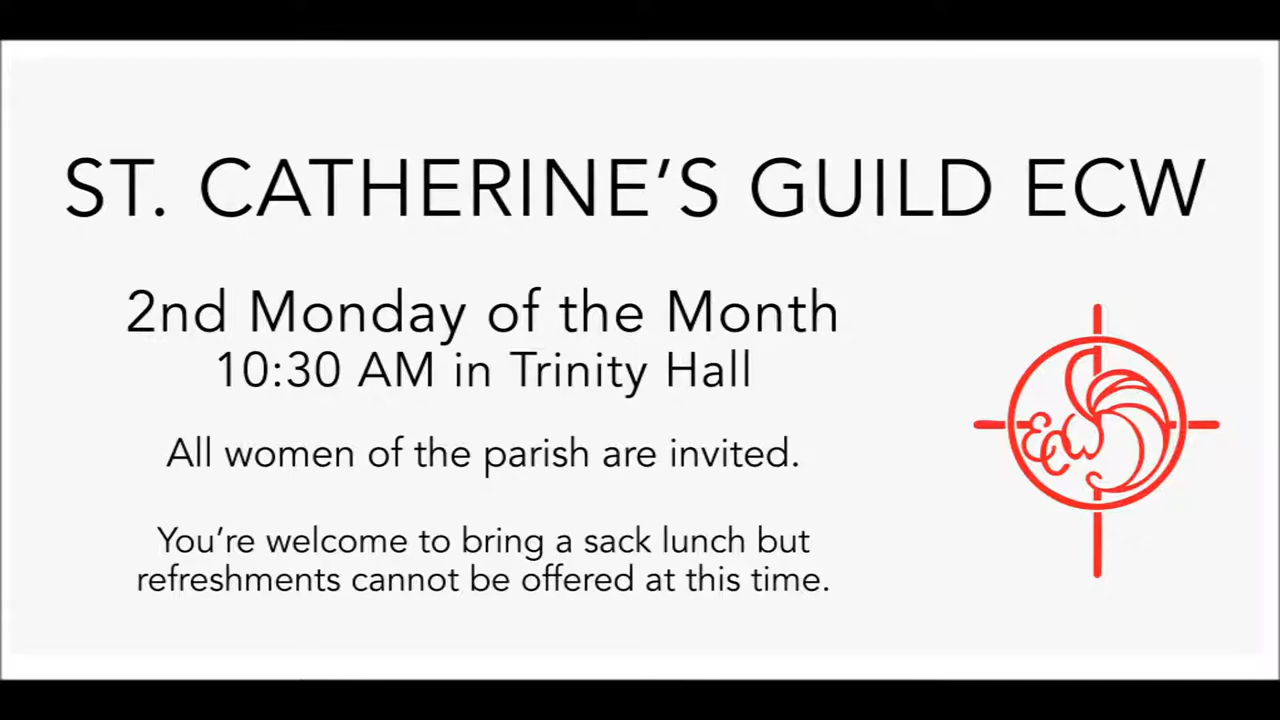 ST. CATHERINE’S GUILD ECW
2nd Monday of the Month
10:30 AM in Trinity Hall
All women of the parish are invited.
You’re welcome to bring a sack lunch but
refreshments cannot be offered at this time.
ECW